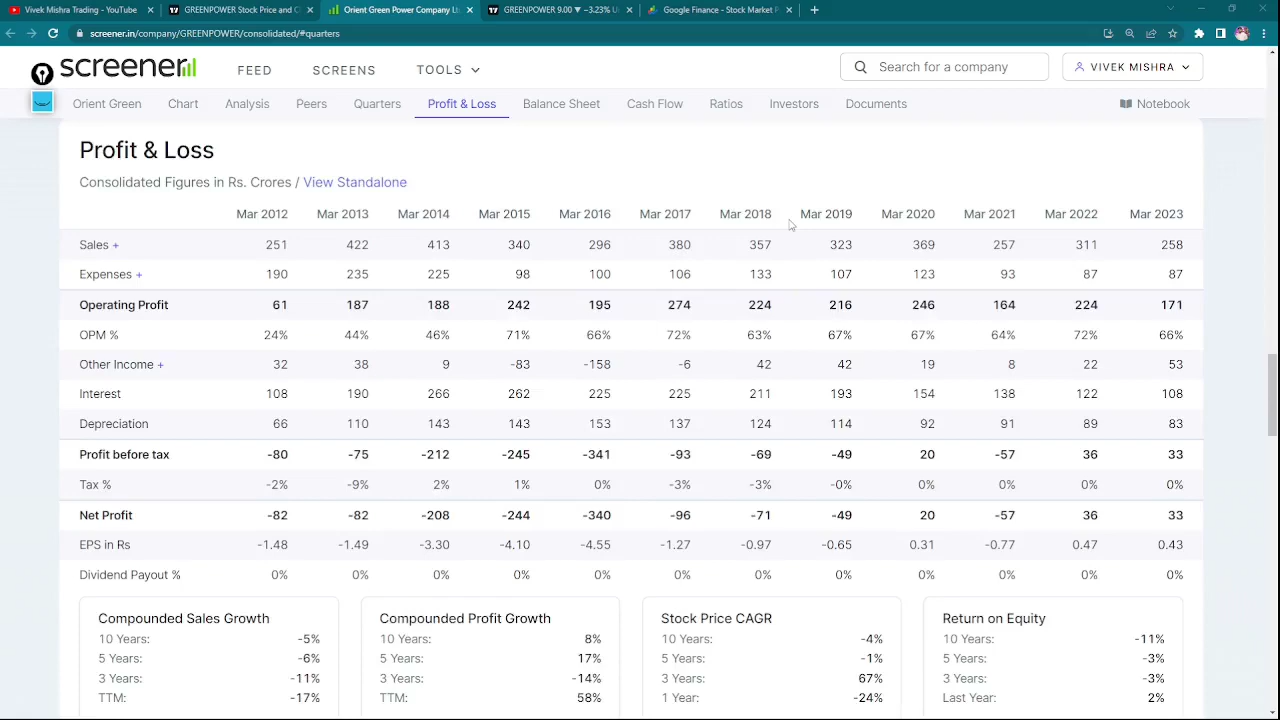 Vivek Mishra Trading - YouTube
GREENPOWER Stock Price and C
Orient Green Power Company Lt
GREENPOWER 9.00 ▼ −3.23% U
Google Finance - Stock Market P
screener.in/company/GREENPOWER/consolidated/#quarters
screener FEED SCREENS TOOLS Search for a company VIVEK MISHRA
Orient Green Chart Analysis Peers Quarters Profit & Loss Balance Sheet Cash Flow Investors Documents Notebook
Profit & Loss
Consolidated Figures in Rs. Crores / View Standalone
Mar 2012 Mar 2013 Mar 2014 Mar 2015 Mar 2016 Mar 2017 Mar 2018 Mar 2019 Mar 2020 Mar 2021 Mar 2022 Mar 2023
Sales + 251 422 413 340 296 380 357 323 369 257 311 258
Expenses + 190 235 225 98 100 106 133 107 123 93 87 87
Operating Profit 61 187 188 242 195 274 224 216 246 164 224 171
OPM % 24% 44% 46% 71% 66% 72% 63% 67% 67% 64% 72% 66%
Other Income + 32 38 9 -83 -158 -6 42 42 19 8 22 53
Interest 108 190 266 262 225 225 211 193 154 138 122 108
Depreciation 66 110 143 143 153 137 124 114 92 91 89 83
Profit before tax -80 -75 -212 -245 -341 -93 -69 -49 20 -57 36 33
Tax % -2% -9% 2% 1% 0% -3% -3% -0% 0% 0% 0% 0%
Net Profit -82 -82 -208 -244 -340 -96 -71 -49 20 -57 36 33
EPS in Rs -1.48 -1.49 -3.30 -4.10 -4.55 -1.27 -0.97 -0.65 0.31 -0.77 0.47 0.43
Dividend Payout % 0% 0% 0% 0% 0% 0% 0% 0% 0% 0% 0% 0%
Compounded Sales Growth
10 Years: -5%
5 Years: -6%
3 Years: -11%
TTM: -17%
Compounded Profit Growth
10 Years: 8%
5 Years: 17%
3 Years: -14%
TTM: 58%
Stock Price CAGR
10 Years: -4%
5 Years: -1%
3 Years: 67%
1 Year: -24%
Return on Equity
10 Years: -11%
5 Years: -3%
3 Years: -3%
Last Year: 2%